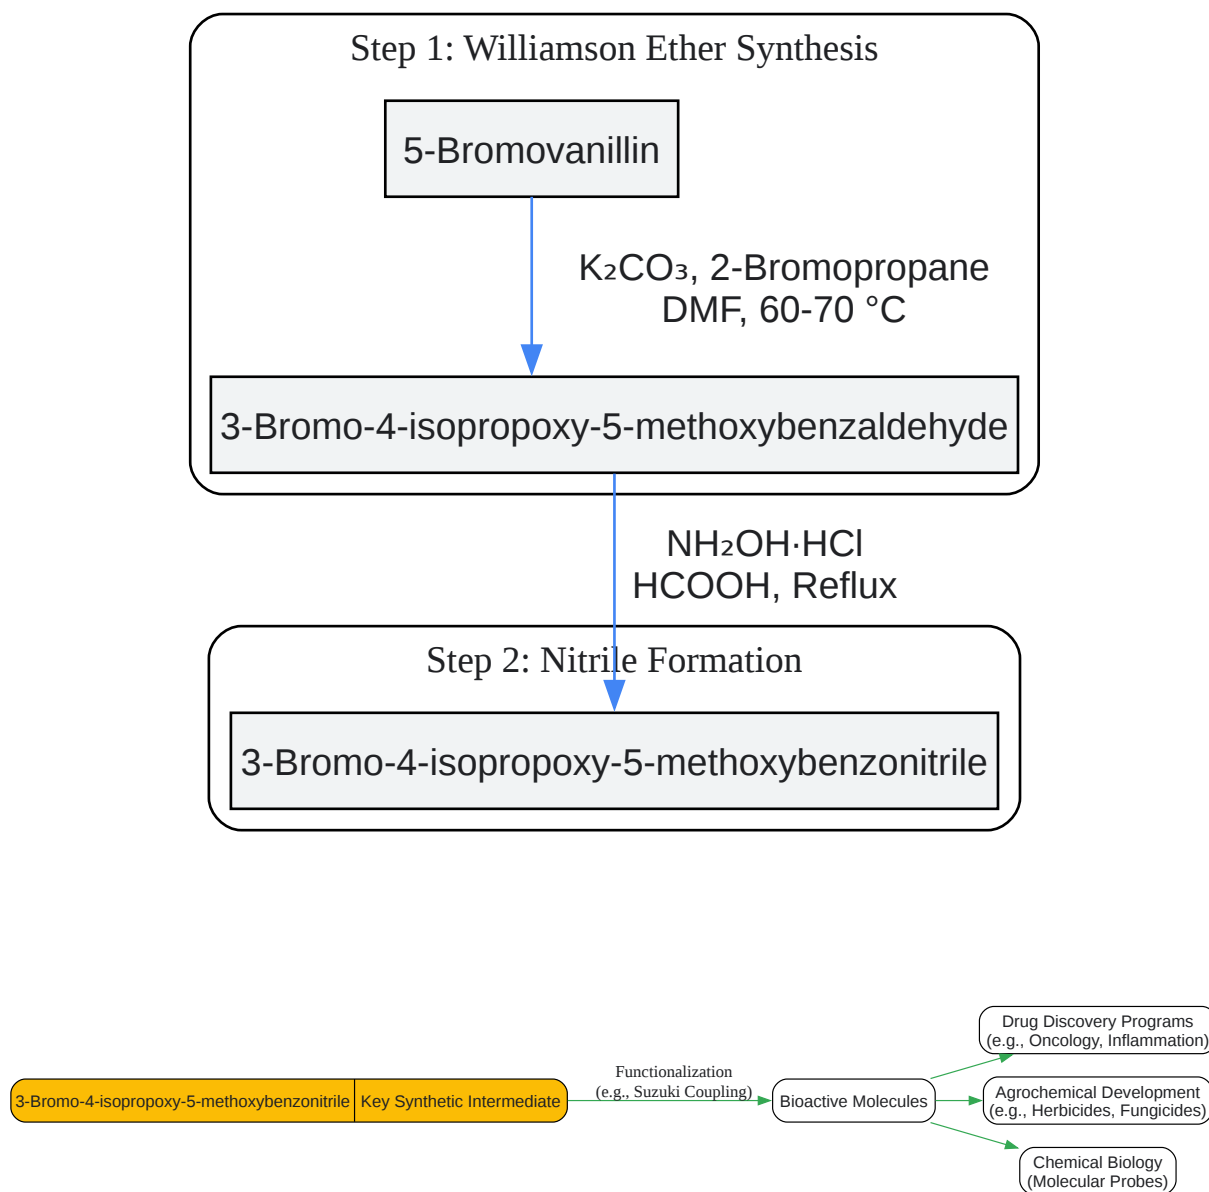 Step 1: Williamson Ether Synthesis
5-Bromovanillin
K₂CO₃, 2-Bromopropane
DMF, 60-70 °C
3-Bromo-4-isopropoxy-5-methoxybenzaldehyde
NH₂OH·HCl
HCOOH, Reflux
Step 2: Nitrile Formation
3-Bromo-4-isopropoxy-5-methoxybenzonitrile
3-Bromo-4-isopropoxy-5-methoxybenzonitrile
Key Synthetic Intermediate
Functionalization
(e.g., Suzuki Coupling)
Bioactive Molecules
Drug Discovery Programs
(e.g., Oncology, Inflammation)
Agrochemical Development
(e.g., Herbicides, Fungicides)
Chemical Biology
(Molecular Probes)